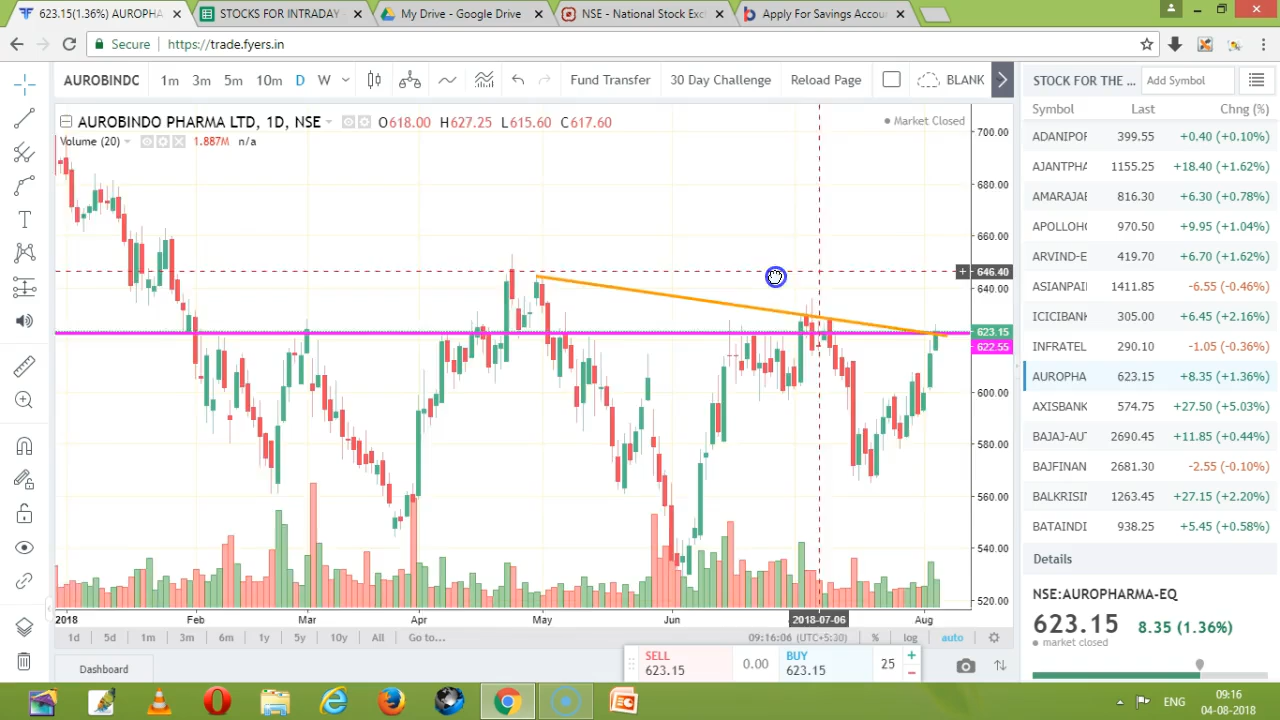 623.15(1.36%) AUROPHA
STOCKS FOR INTRADAY
My Drive - Google Drive
NSE - National Stock Exc
Apply For Savings Accou
Secure
https://trade.fyers.in
AUROBINDC
1m 3m 5m 10m D W
Fund Transfer
30 Day Challenge
Reload Page
BLANK
STOCK FOR THE ...
Add Symbol
AUROBINDO PHARMA LTD, 1D, NSE
O618.00 H627.25 L615.60 C617.60
Market Closed
Volume (20) 1.887M n/a
Symbol Last Chng (%)
ADANIPOF 399.55 +0.40 (+0.10%)
AJANTPHA 1155.25 +18.40 (+1.62%)
AMARAJAE 816.30 +6.30 (+0.78%)
APOLLOHC 970.50 +9.95 (+1.04%)
ARVIND-E 419.70 +6.70 (+1.62%)
ASIANPAI 1411.85 -6.55 (-0.46%)
ICICIBANK 305.00 +6.45 (+2.16%)
INFRATEL 290.10 -1.05 (-0.36%)
AUROPHA 623.15 +8.35 (+1.36%)
AXISBANK 574.75 +27.50 (+5.03%)
BAJAJ-AUT 2690.45 +11.85 (+0.44%)
BAJFINAN 2681.30 -2.55 (-0.10%)
BALKRISIN 1263.45 +27.15 (+2.20%)
BATAINDI 938.25 +5.45 (+0.58%)
700.00
680.00
660.00
646.40
640.00
623.15
622.55
600.00
580.00
560.00
540.00
520.00
2018 Feb Mar Apr May Jun 2018-07-06 Aug
1d 5d 1m 3m 6m 1y 5y 10y All Go to...
09:16:06 (UTC+5:30) % log auto
Details
NSE:AUROPHARMA-EQ
623.15 8.35 (1.36%)
market closed
Dashboard
SELL
623.15
0.00
BUY
623.15
25
ENG
09:16
04-08-2018